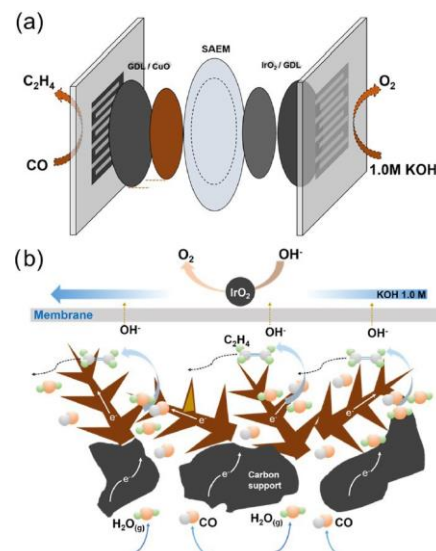 (a)
GDL / CuO
SAEM
IrO₂ / GDL
C₂H₄
O₂
CO
1.0M KOH
(b)
O₂
OH⁻
IrO₂
KOH 1.0 M
Membrane
OH⁻
C₂H₄
OH⁻
OH⁻
e⁻
e⁻
e⁻
e⁻
e⁻
Carbon
support
e⁻
e⁻
H₂O(g)
CO
H₂O(g)
CO